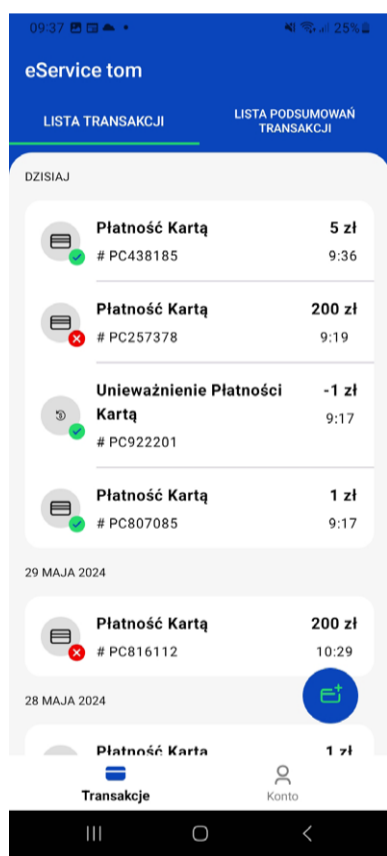 09:37 25%
eService tom
LISTA TRANSAKCJI
LISTA PODSUMOWAŃ
TRANSAKCJI
DZISIAJ
Płatność Kartą 5 zł
# PC438185 9:36
Płatność Kartą 200 zł
# PC257378 9:19
Unieważnienie Płatności -1 zł
Kartą 9:17
# PC922201
Płatność Kartą 1 zł
# PC807085 9:17
29 MAJA 2024
Płatność Kartą 200 zł
# PC816112 10:29
28 MAJA 2024
Płatność Kartą 1 zł
Transakcje Konto